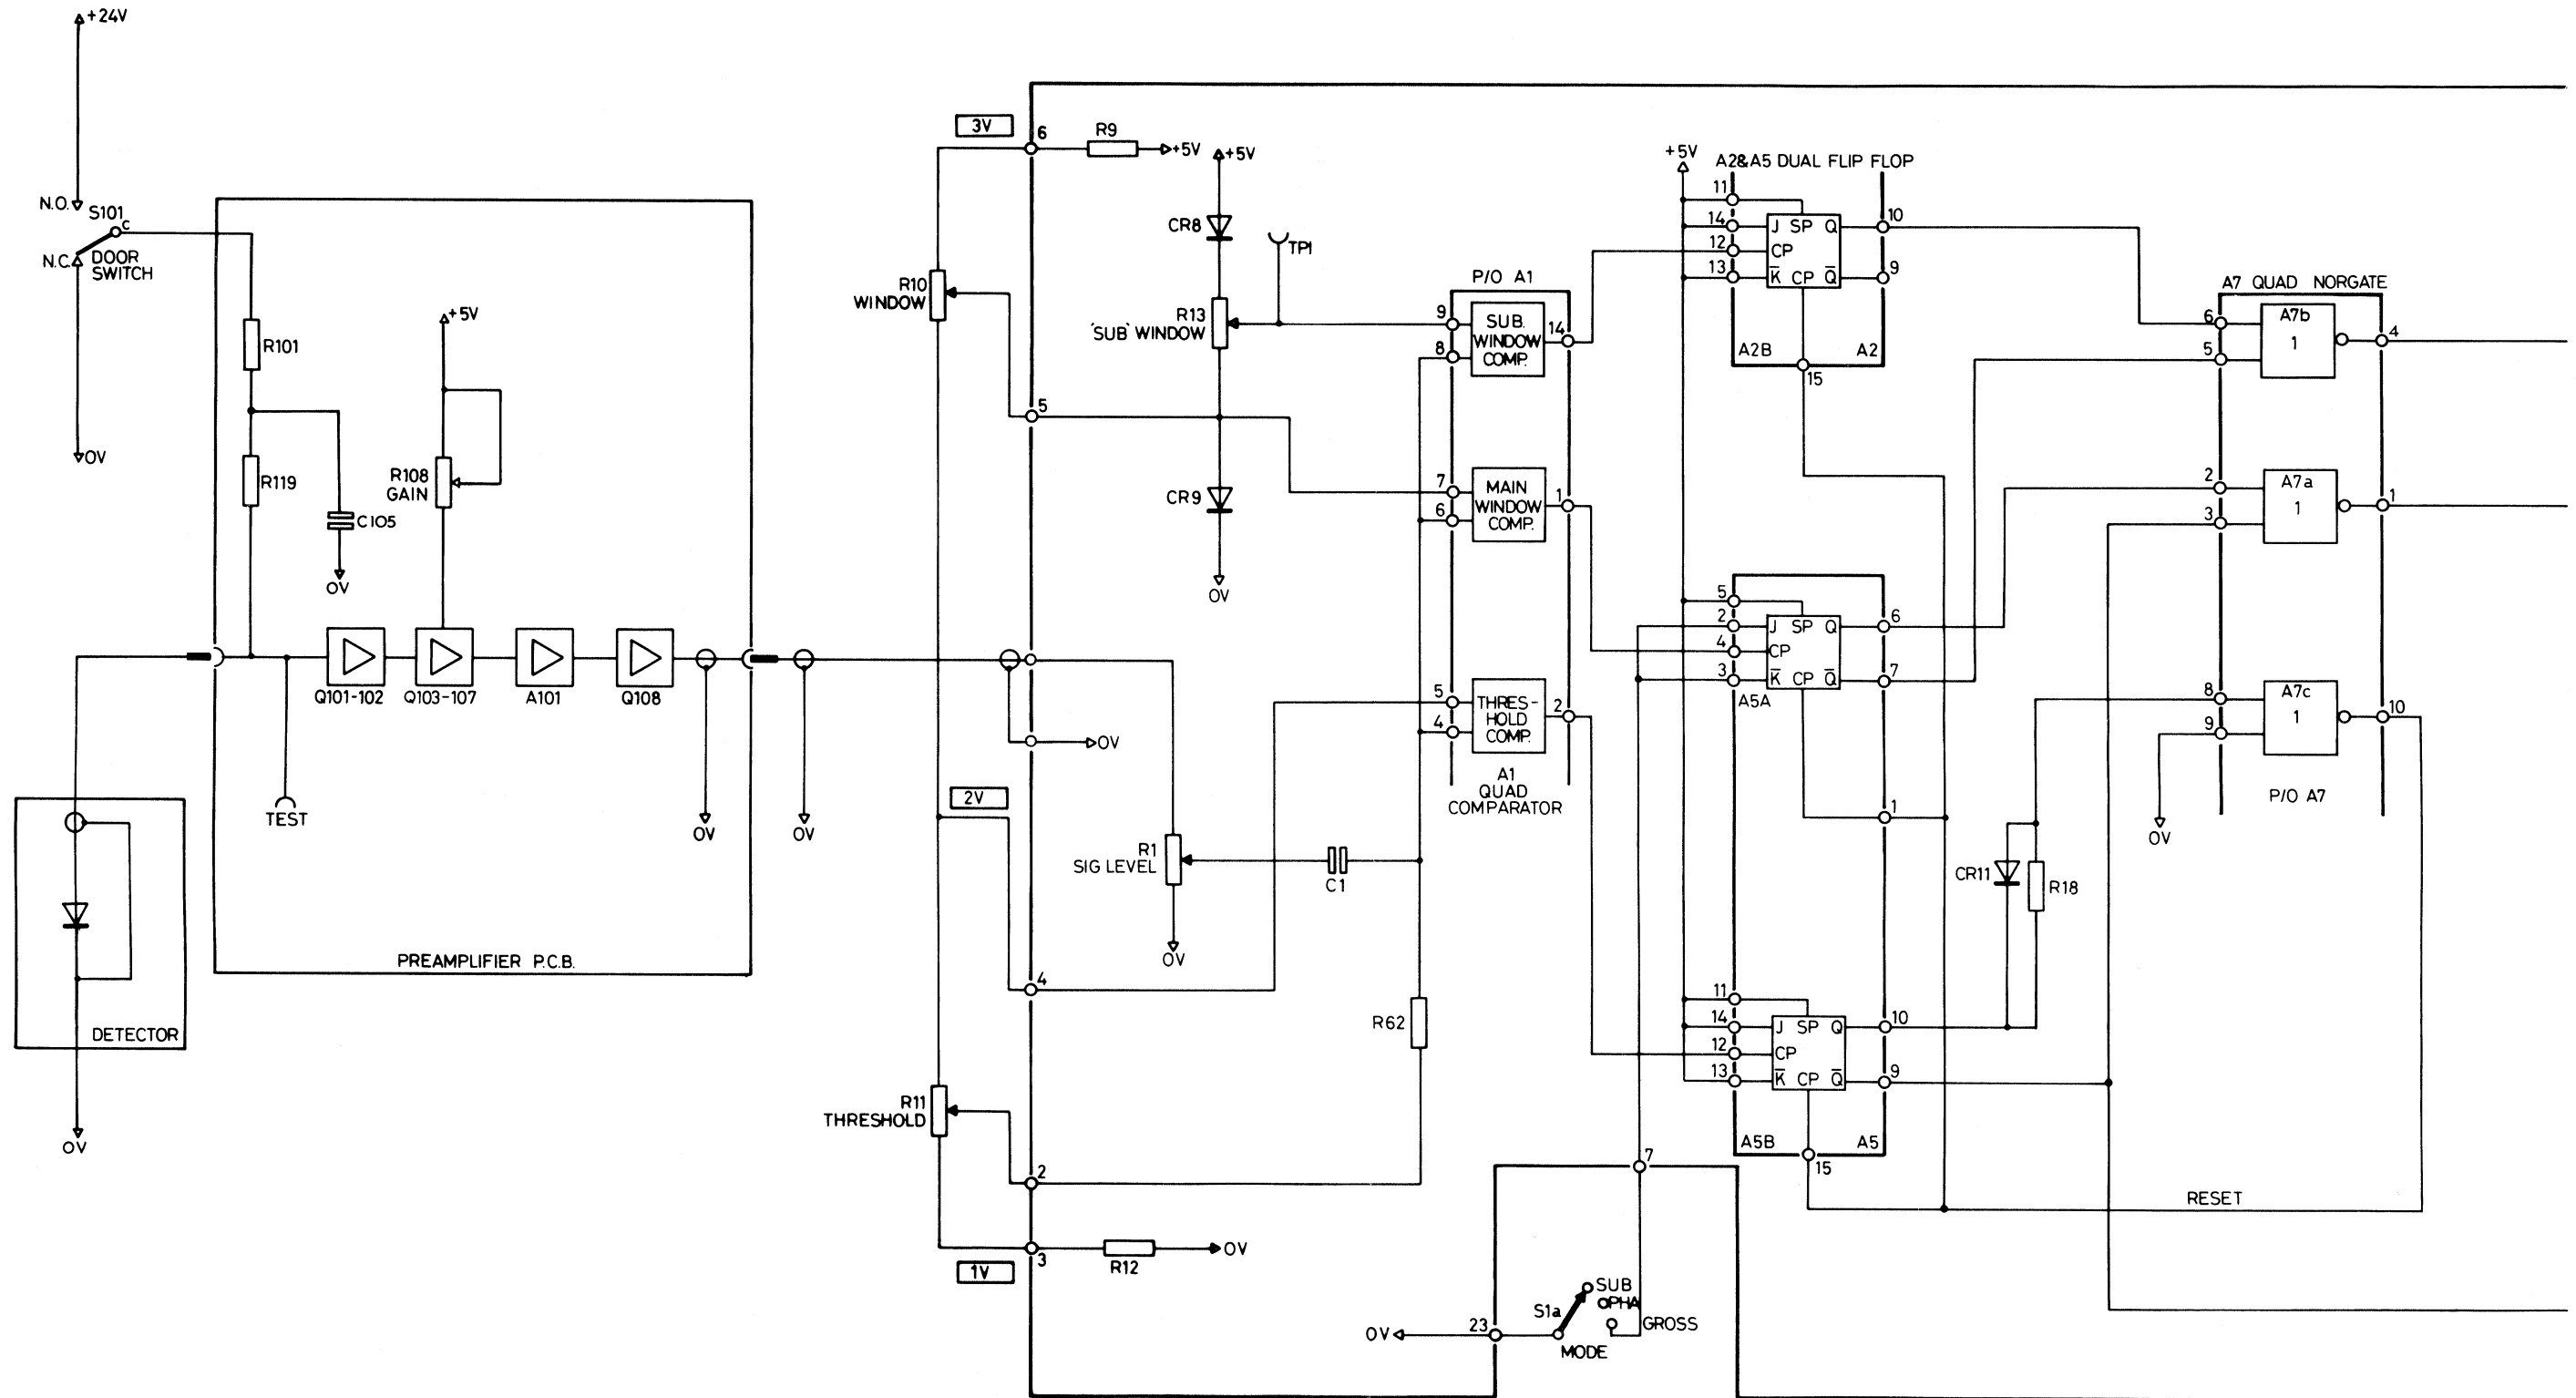 +24V
N.O.
S101
C
N.C.
DOOR
SWITCH
0V
R101
R119
C105
0V
+5V
R108
GAIN
Q101-102
Q103-107
A101
Q108
TEST
0V
0V
PREAMPLIFIER P.C.B.
DETECTOR
0V
3V
6
R9
+5V
+5V
CR8
TP1
R10
WINDOW
R13
'SUB' WINDOW
5
CR9
0V
0V
2V
R1
SIG LEVEL
C1
0V
4
R62
R11
THRESHOLD
2
3
1V
R12
0V
P/O A1
9
8
SUB.
WINDOW
COMP.
14
7
6
MAIN
WINDOW
COMP.
1
5
4
THRES-
HOLD
COMP.
2
A1
QUAD
COMPARATOR
+5V
A2&A5 DUAL FLIP FLOP
11
14
12
13
J SP Q
CP
K̅ CP Q̅
10
9
A2B
A2
15
5
2
4
3
J SP Q
CP
K̅ CP Q̅
6
7
A5A
1
11
14
12
13
J SP Q
CP
K̅ CP Q̅
10
9
A5B
A5
15
CR11
R18
A7 QUAD NORGATE
6
5
A7b
1
4
2
3
A7a
1
1
8
9
A7c
1
10
0V
P/O A7
RESET
7
0V
23
S1a
SUB
PHA
GROSS
MODE